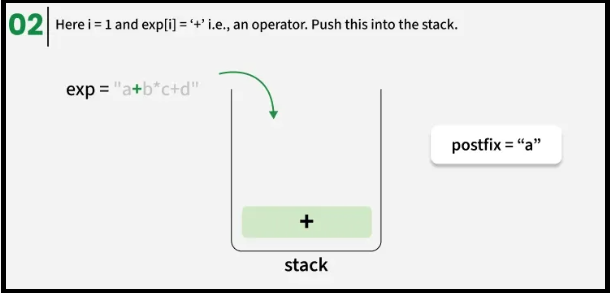 02 Here i = 1 and exp[i] = ‘+’ i.e., an operator. Push this into the stack.
exp = "a+b*c+d"
postfix = “a”
+
stack